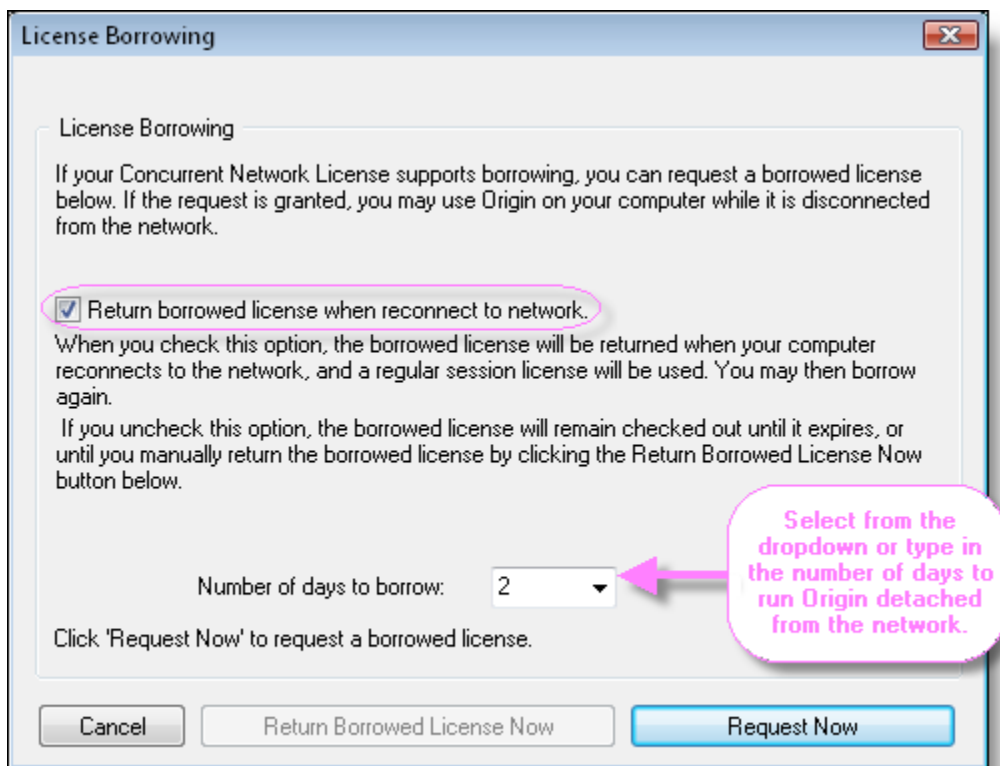 License Borrowing
License Borrowing
If your Concurrent Network License supports borrowing, you can request a borrowed license
below. If the request is granted, you may use Origin on your computer while it is disconnected
from the network.
Return borrowed license when reconnect to network.
When you check this option, the borrowed license will be returned when your computer
reconnects to the network, and a regular session license will be used. You may then borrow
again.
If you uncheck this option, the borrowed license will remain checked out until it expires, or
until you manually return the borrowed license by clicking the Return Borrowed License Now
button below.
Select from the
dropdown or type in
the number of days to
run Origin detached
from the network.
Number of days to borrow: 2
Click 'Request Now' to request a borrowed license.
Cancel
Return Borrowed License Now
Request Now